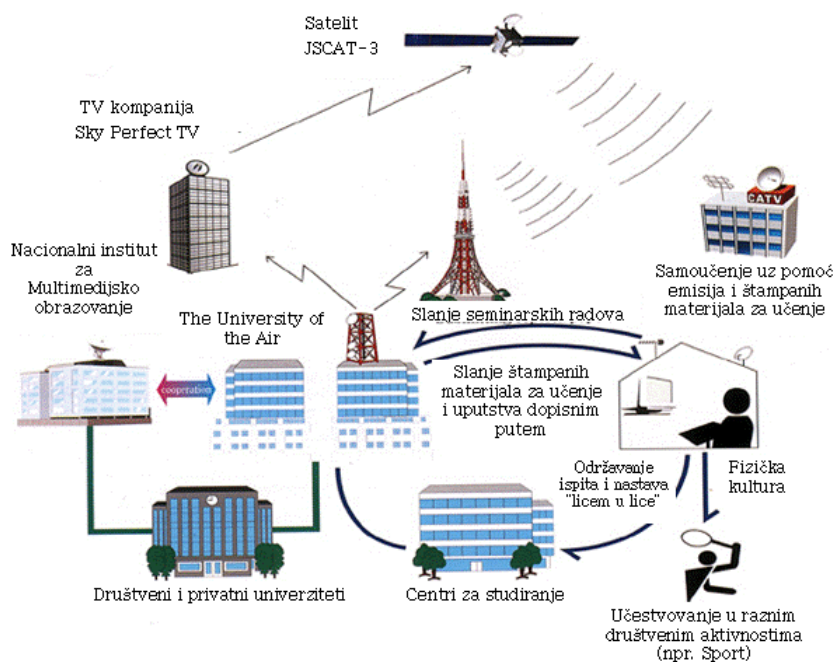 Satelit
JSCAT-3
TV kompanija
Sky Perfect TV
CATV
Nacionalni institut
za
Multimedijsko
obrazovanje
The University of
the Air
Slanje seminarskih radova
Samoučenje uz pomoć
emisija i štampanih
materijala za učenje
cooprtation
Slanje štampanih
materijala za učenje
i uputstva dopisnim
putem
Održavanje
ispita i nastava
"licem u lice"
Fizička
kultura
Društveni i privatni univerziteti
Centri za studiranje
Učestvovanje u raznim
društvenim aktivnostima
(npr. Sport)